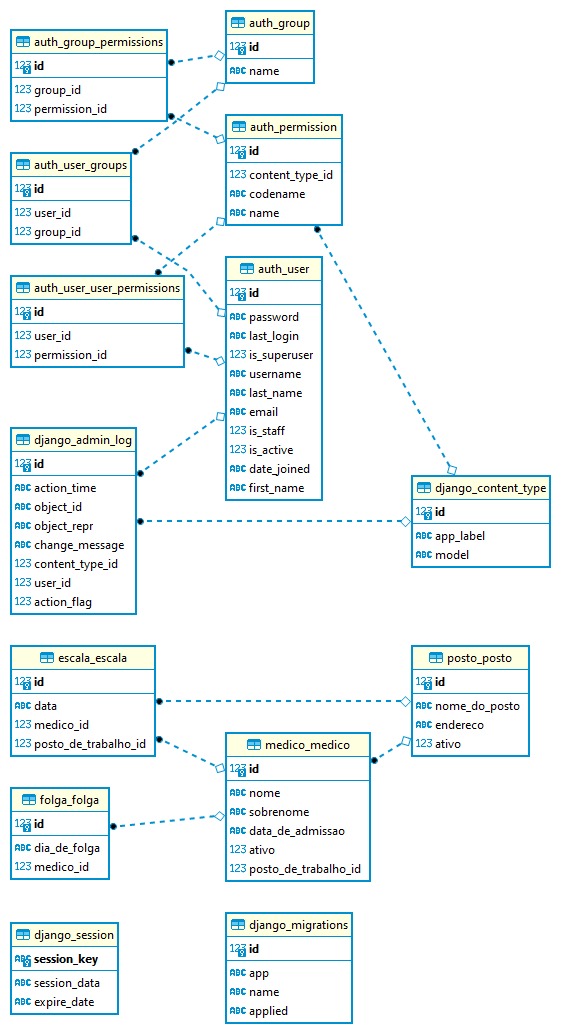 auth_group_permissions
123 id
123 group_id
123 permission_id
auth_group
123 id
ABC name
auth_permission
123 id
123 content_type_id
ABC codename
ABC name
auth_user_groups
123 id
123 user_id
123 group_id
auth_user_user_permissions
123 id
123 user_id
123 permission_id
auth_user
123 id
ABC password
ABC last_login
123 is_superuser
ABC username
ABC last_name
ABC email
123 is_staff
123 is_active
ABC date_joined
ABC first_name
django_admin_log
123 id
ABC action_time
ABC object_id
ABC object_repr
ABC change_message
123 content_type_id
123 user_id
123 action_flag
django_content_type
123 id
ABC app_label
ABC model
escala_escala
123 id
ABC data
123 medico_id
123 posto_de_trabalho_id
posto_posto
123 id
ABC nome_do_posto
ABC endereco
123 ativo
medico_medico
123 id
ABC nome
ABC sobrenome
ABC data_de_admissao
123 ativo
123 posto_de_trabalho_id
folga_folga
123 id
ABC dia_de_folga
123 medico_id
django_session
ABC session_key
ABC session_data
ABC expire_date
django_migrations
123 id
ABC app
ABC name
ABC applied